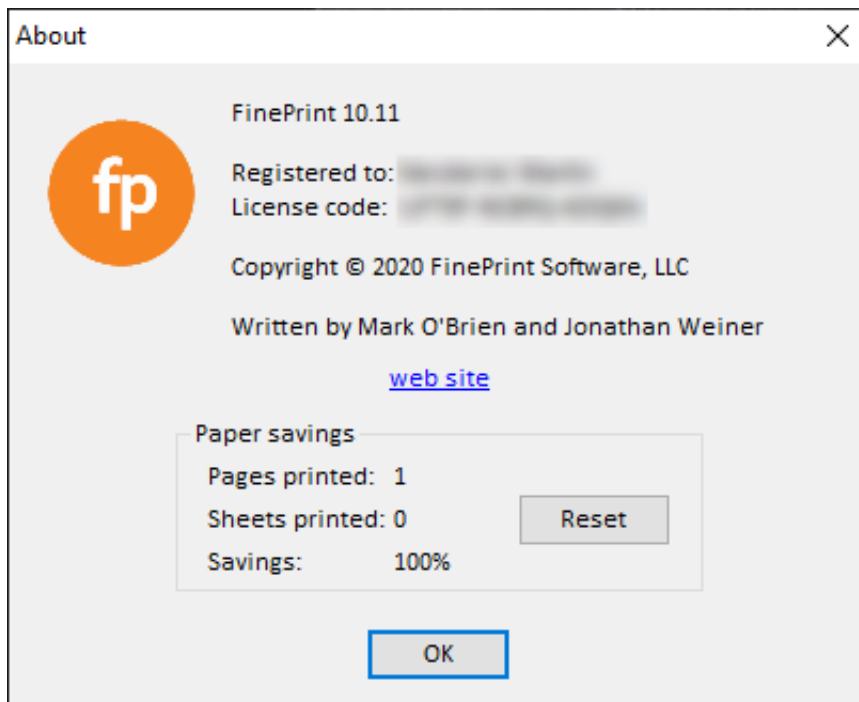 About
FinePrint 10.11
fp
Registered to:
License code:
Copyright © 2020 FinePrint Software, LLC
Written by Mark O'Brien and Jonathan Weiner
web site
Paper savings
Pages printed: 1
Sheets printed: 0
Reset
Savings: 100%
OK